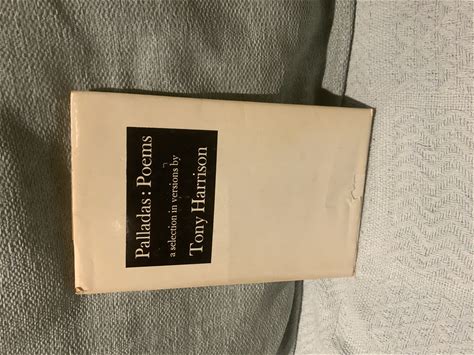 Palladas: Poems
a selection in versions by
Tony Harrison